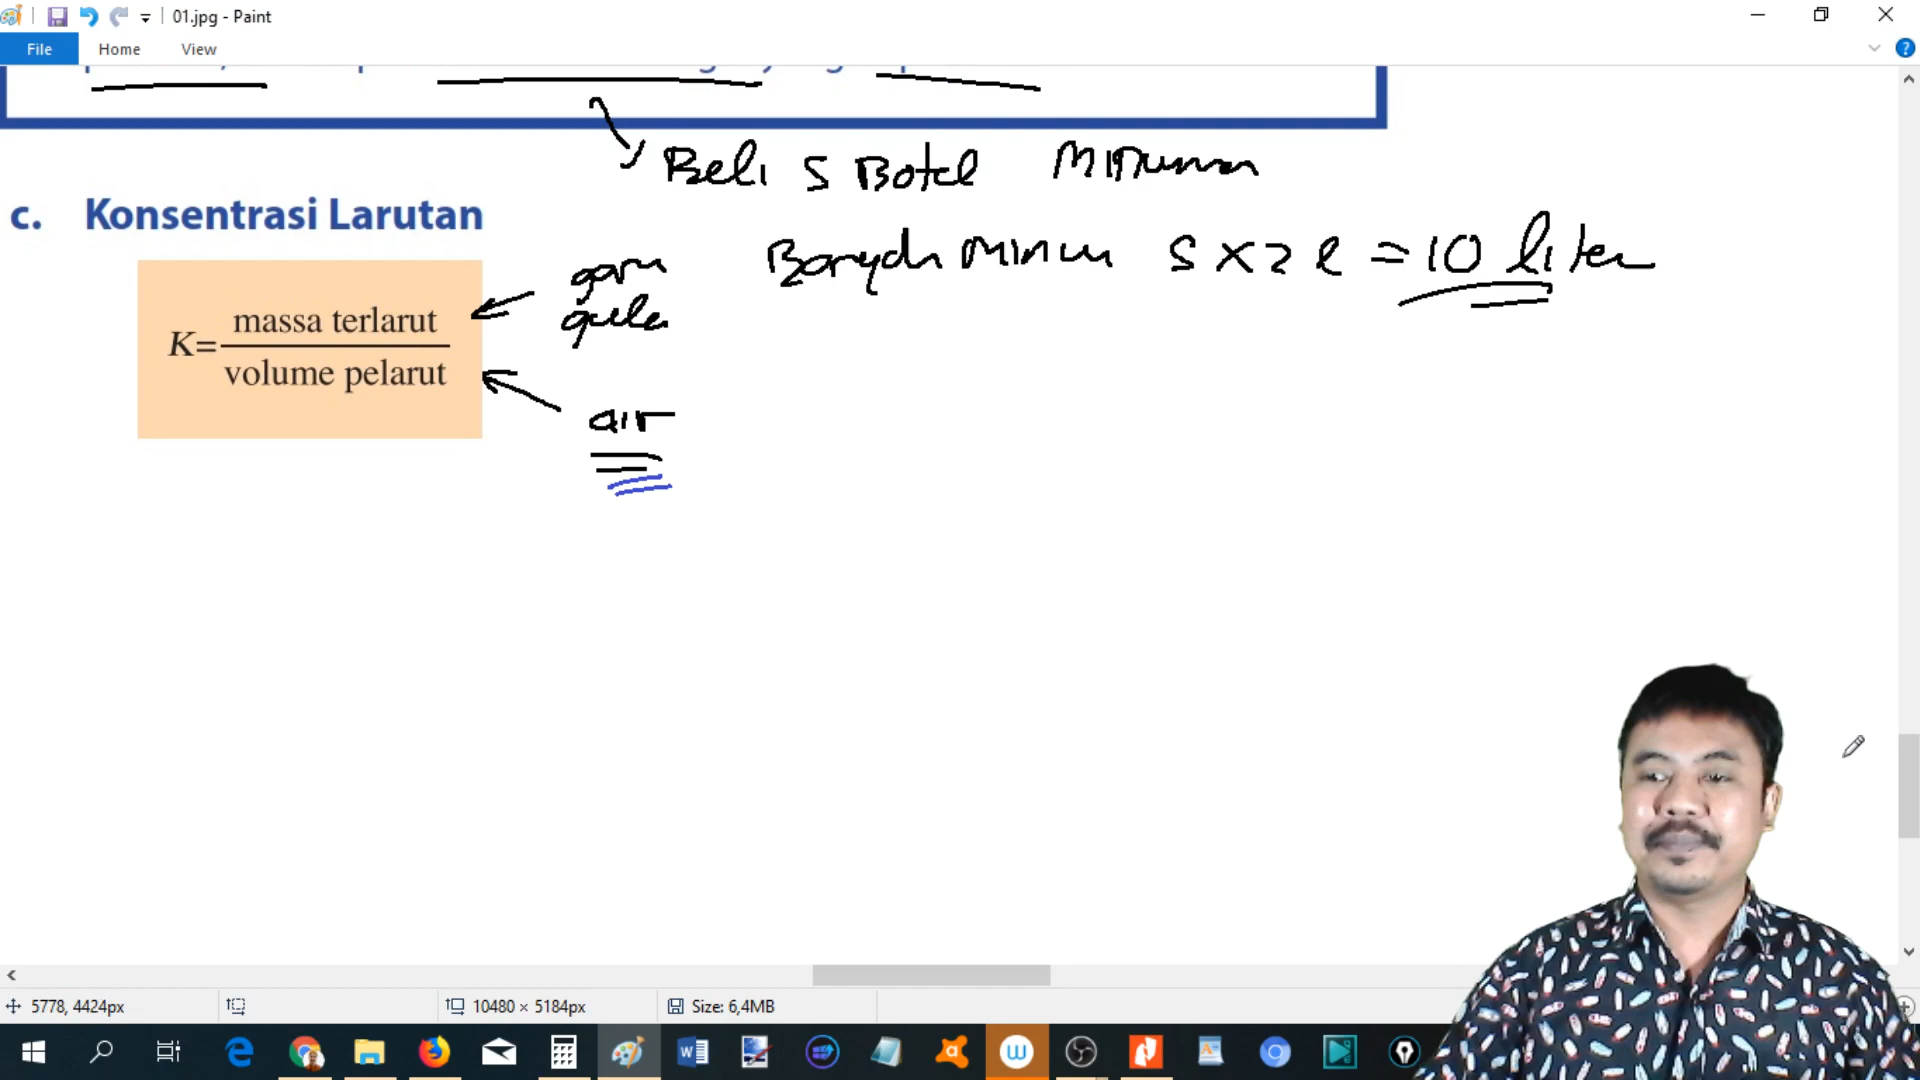 01.jpg - Paint
File Home View
Beli 5 Botol Minuman
c. Konsentrasi Larutan
Banyak Minum 5 x 2 l = 10 liter
garam
gula
K= massa terlarut
volume pelarut
air
5778, 4424px 10480 × 5184px Size: 6,4MB